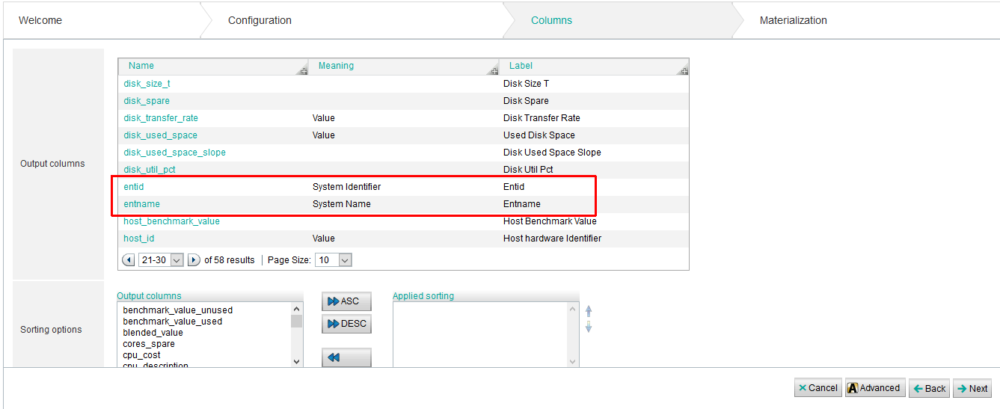 Welcome Configuration Columns Materialization
Output columns
Name Meaning Label
disk_size_t Disk Size T
disk_spare Disk Spare
disk_transfer_rate Value Disk Transfer Rate
disk_used_space Value Used Disk Space
disk_used_space_slope Disk Used Space Slope
disk_util_pct Disk Util Pct
entid System Identifier Entid
entname System Name Entname
host_benchmark_value Host Benchmark Value
host_id Value Host hardware Identifier
21-30 of 58 results | Page Size: 10
Sorting options
Output columns
benchmark_value_unused
benchmark_value_used
blended_value
cores_spare
cpu_cost
cpu_description
ASC
DESC
Applied sorting
Cancel A Advanced Back Next